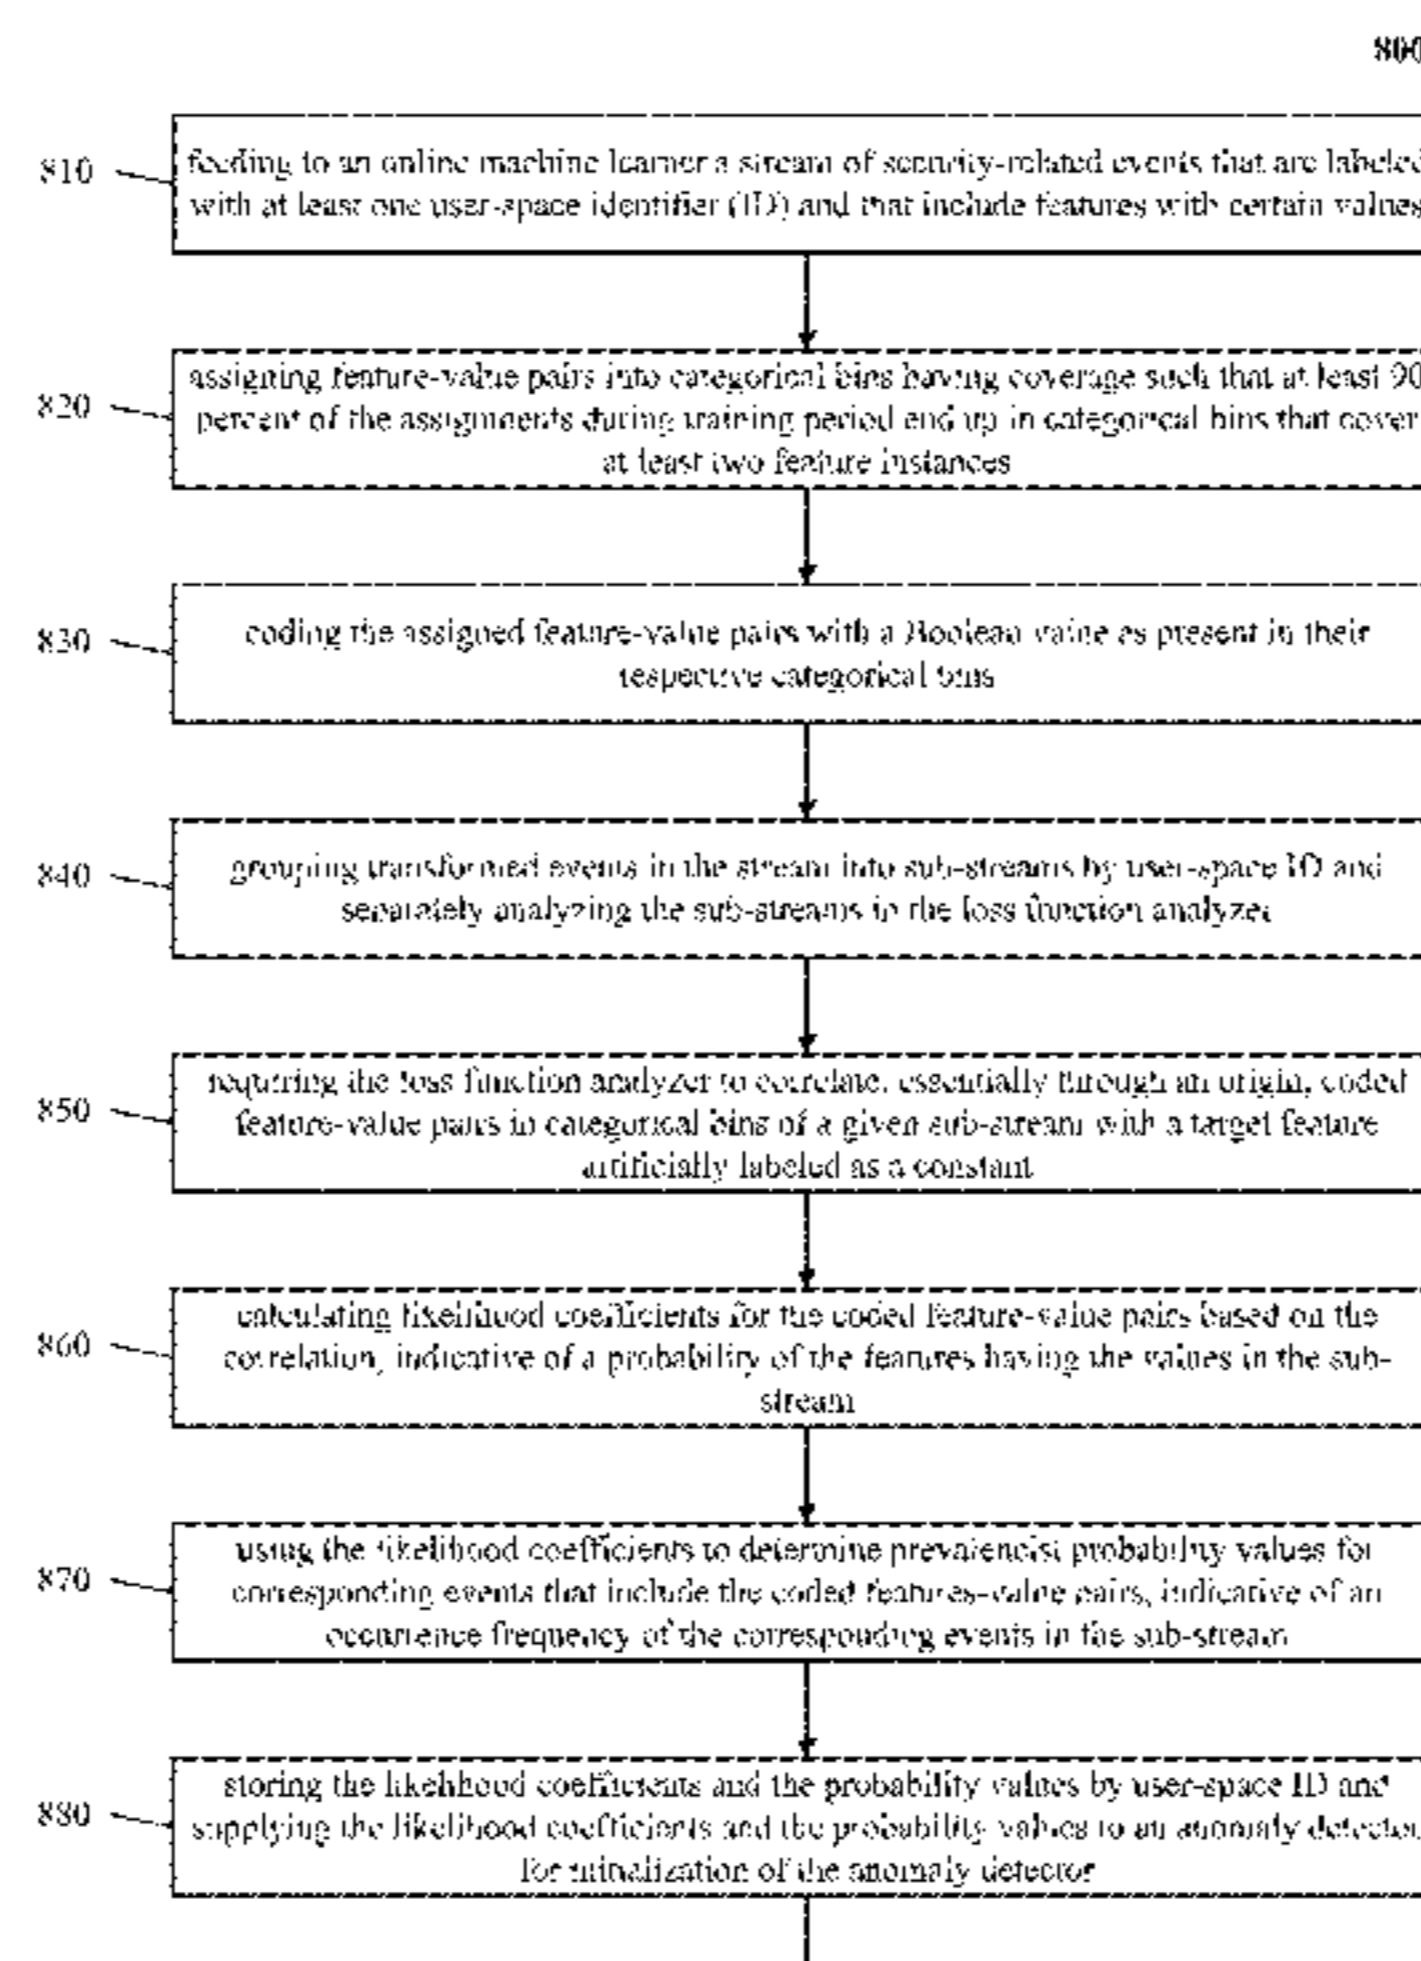 800
810
feeding to an online machine learner a stream of security-related events that are labeled
with at least one user-space identifier (ID) and that include features with certain values
820
assigning feature-value pairs into categorical bins having coverage such that at least 90
percent of the assignments during training period end up in categorical bins that cover
at least two feature instances
830
coding the assigned feature-value pairs with a Boolean value as present in their
respective categorical bins
840
grouping transformed events in the stream into sub-streams by user-space ID and
separately analyzing the sub-streams in the loss function analyzer
850
requiring the loss function analyzer to correlate, essentially through an origin, coded
feature-value pairs in categorical bins of a given sub-stream with a target feature
artificially labeled as a constant
860
calculating likelihood coefficients for the coded feature-value pairs based on the
correlation, indicative of a probability of the features having the values in the sub-
stream
870
using the likelihood coefficients to determine prevalencist probability values for
corresponding events that include the coded features-value pairs, indicative of an
occurrence frequency of the corresponding events in the sub-stream
880
storing the likelihood coefficients and the probability values by user-space ID and
supplying the likelihood coefficients and the probability values to an anomaly detector
for initialization of the anomaly detector